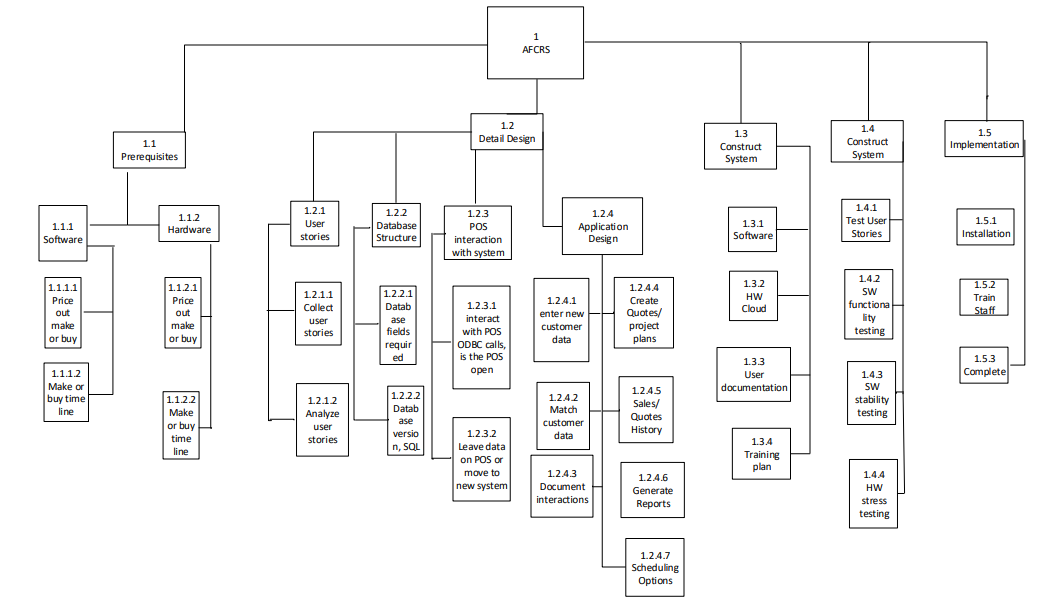 1
AFCRS
1.1
Prerequisites
1.2
Detail Design
1.3
Construct
System
1.4
Construct
System
1.5
Implementation
1.1.1
Software
1.1.2
Hardware
1.1.1.1
Price
out
make
or buy
1.1.1.2
Make or
buy time
line
1.1.2.1
Price
out
make
or buy
1.1.2.2
Make
or buy
time
line
1.2.1
User
stories
1.2.1.1
Collect
user
stories
1.2.1.2
Analyze
user
stories
1.2.2
Database
Structure
1.2.2.1
Datab
ase
fields
requir
ed
1.2.2.2
Datab
ase
versio
n, SQL
1.2.3
POS
interaction
with system
1.2.3.1
interact
with POS
ODBC calls,
is the POS
open
1.2.3.2
Leave data
on POS or
move to
new system
1.2.4
Application
Design
1.2.4.1
enter new
customer
data
1.2.4.2
Match
customer
data
1.2.4.3
Document
interactions
1.2.4.4
Create
Quotes/
project
plans
1.2.4.5
Sales/
Quotes
History
1.2.4.6
Generate
Reports
1.2.4.7
Scheduling
Options
1.3.1
Software
1.3.2
HW
Cloud
1.3.3
User
documentation
1.3.4
Training
plan
1.4.1
Test User
Stories
1.4.2
SW
functiona
lity
testing
1.4.3
SW
stability
testing
1.4.4
HW
stress
testing
1.5.1
Installation
1.5.2
Train
Staff
1.5.3
Complete